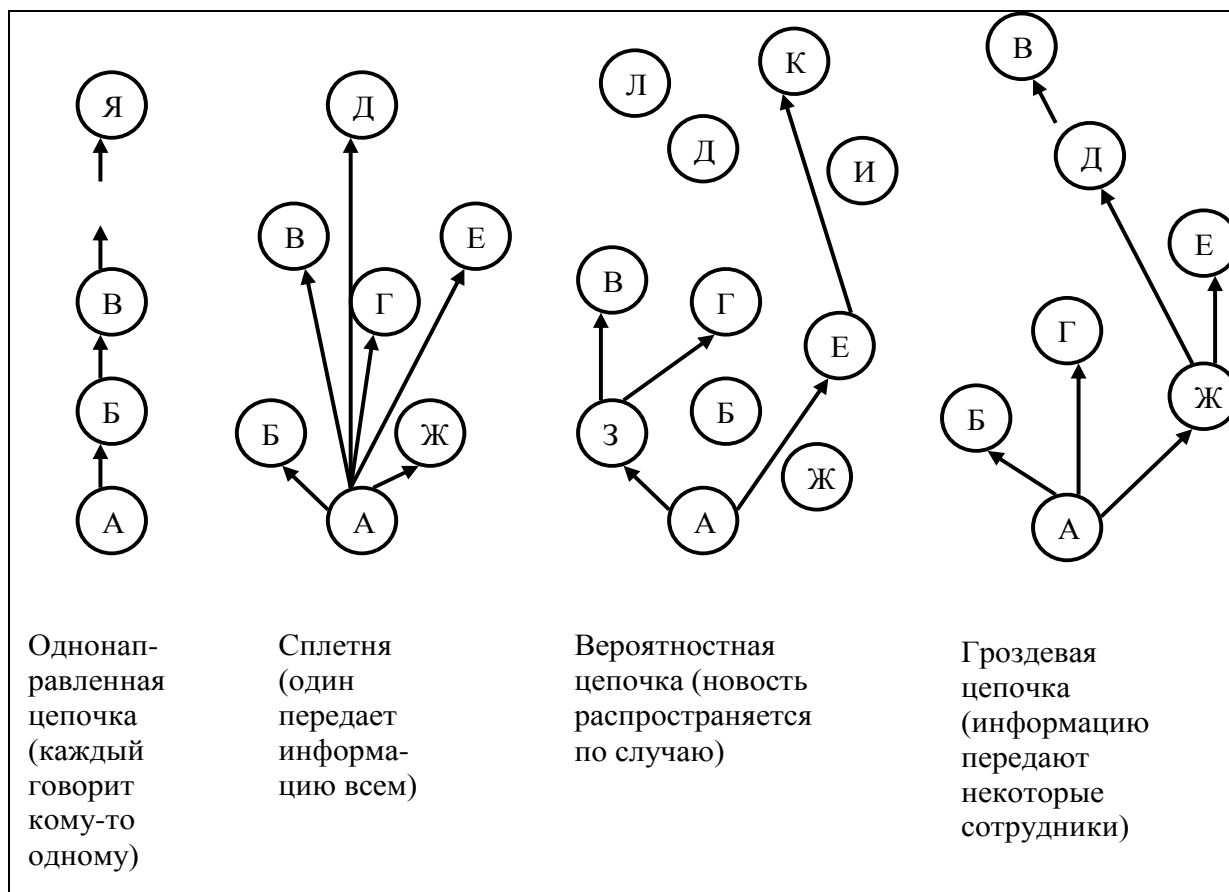 Я
В
Б
А
Д
В
Е
Г
Б
Ж
А
Л
К
Д
И
В
Г
Е
З
Б
Ж
А
В
Д
Е
Г
Ж
Б
А
Однонап-
равленная
цепочка
(каждый
говорит
кому-то
одному)
Сплетня
(один
передает
информа-
цию всем)
Вероятностная
цепочка (новость
распространяется
по случаю)
Гроздевая
цепочка
(информацию
передают
некоторые
сотрудники)